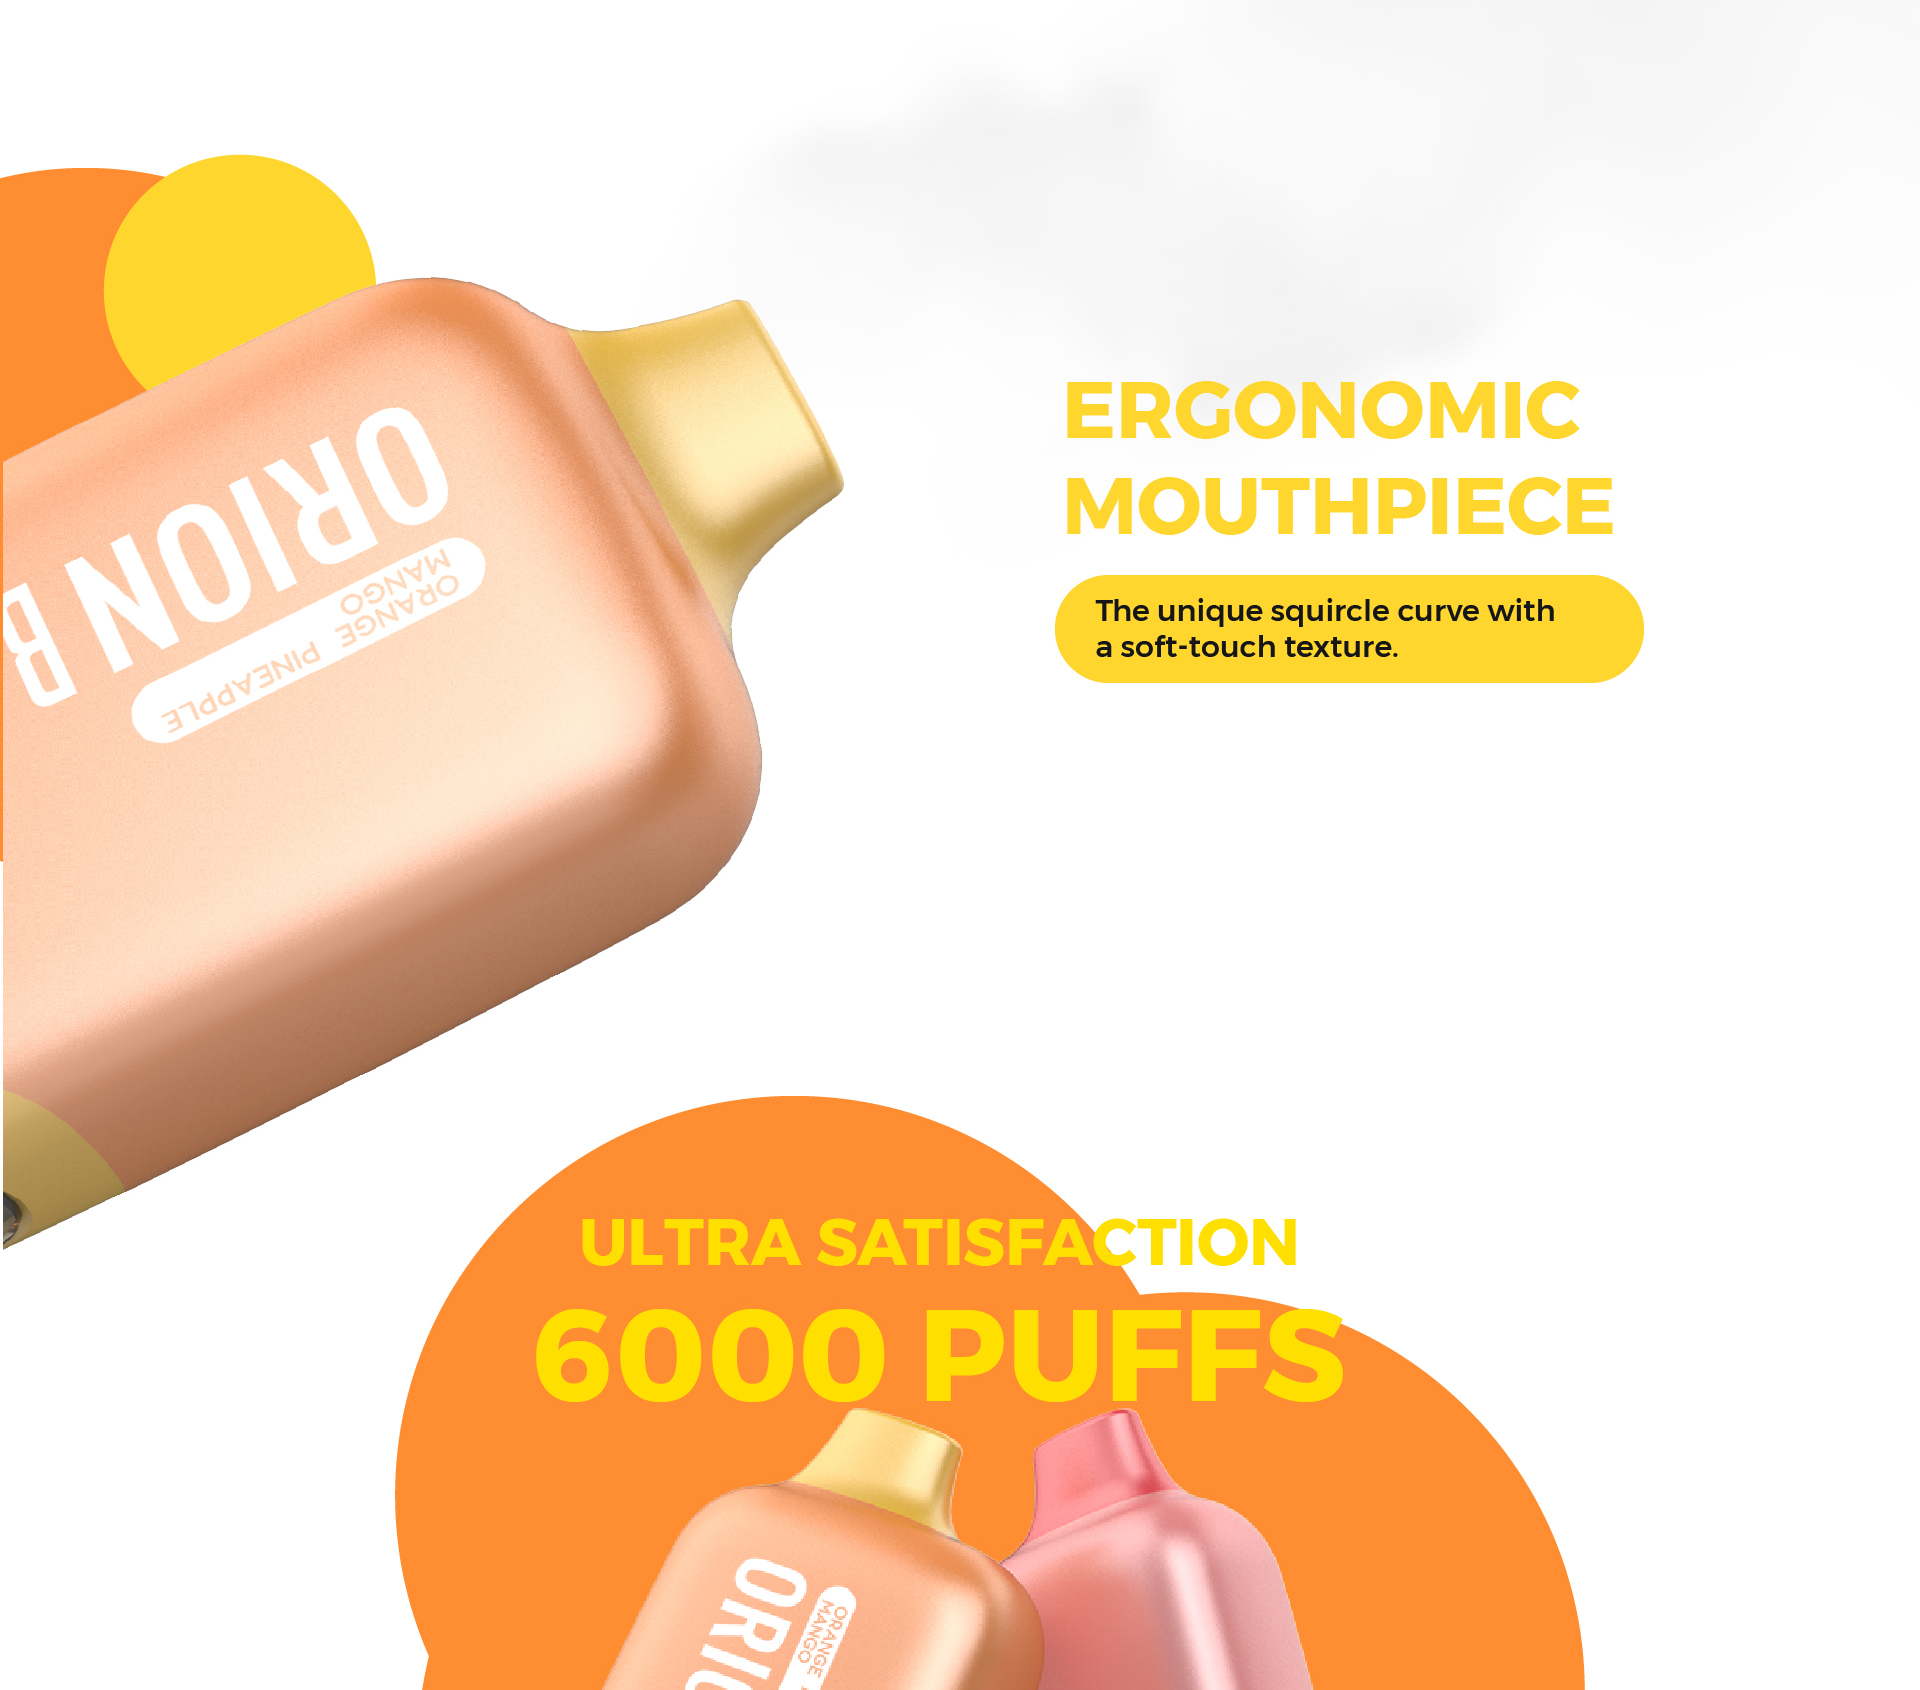 ERGONOMIC
MOUTHPIECE
The unique squircle curve with
a soft-touch texture.
ORION B
ORANGE PINEAPPLE
MANGO
ULTRA SATISFACTION
6000 PUFFS
ORIO
ORANGE
MANGO